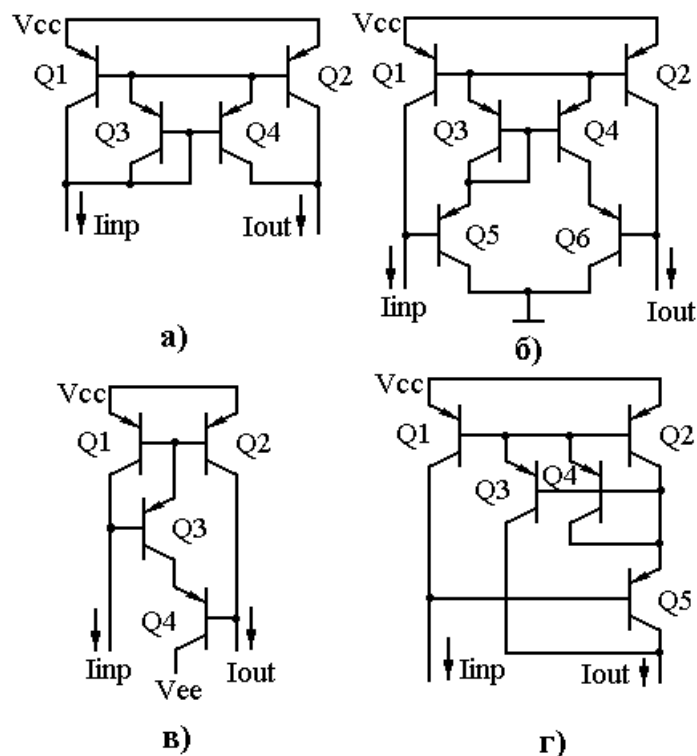 Vcc
Q1
Q2
Q3
Q4
Iinp
Iout
а)
Vcc
Q1
Q2
Q3
Q4
Q5
Q6
Iinp
Iout
б)
Vcc
Q1
Q2
Q3
Q4
Iinp
Vee
Iout
в)
Vcc
Q1
Q2
Q3
Q4
Q5
Iinp
Iout
г)